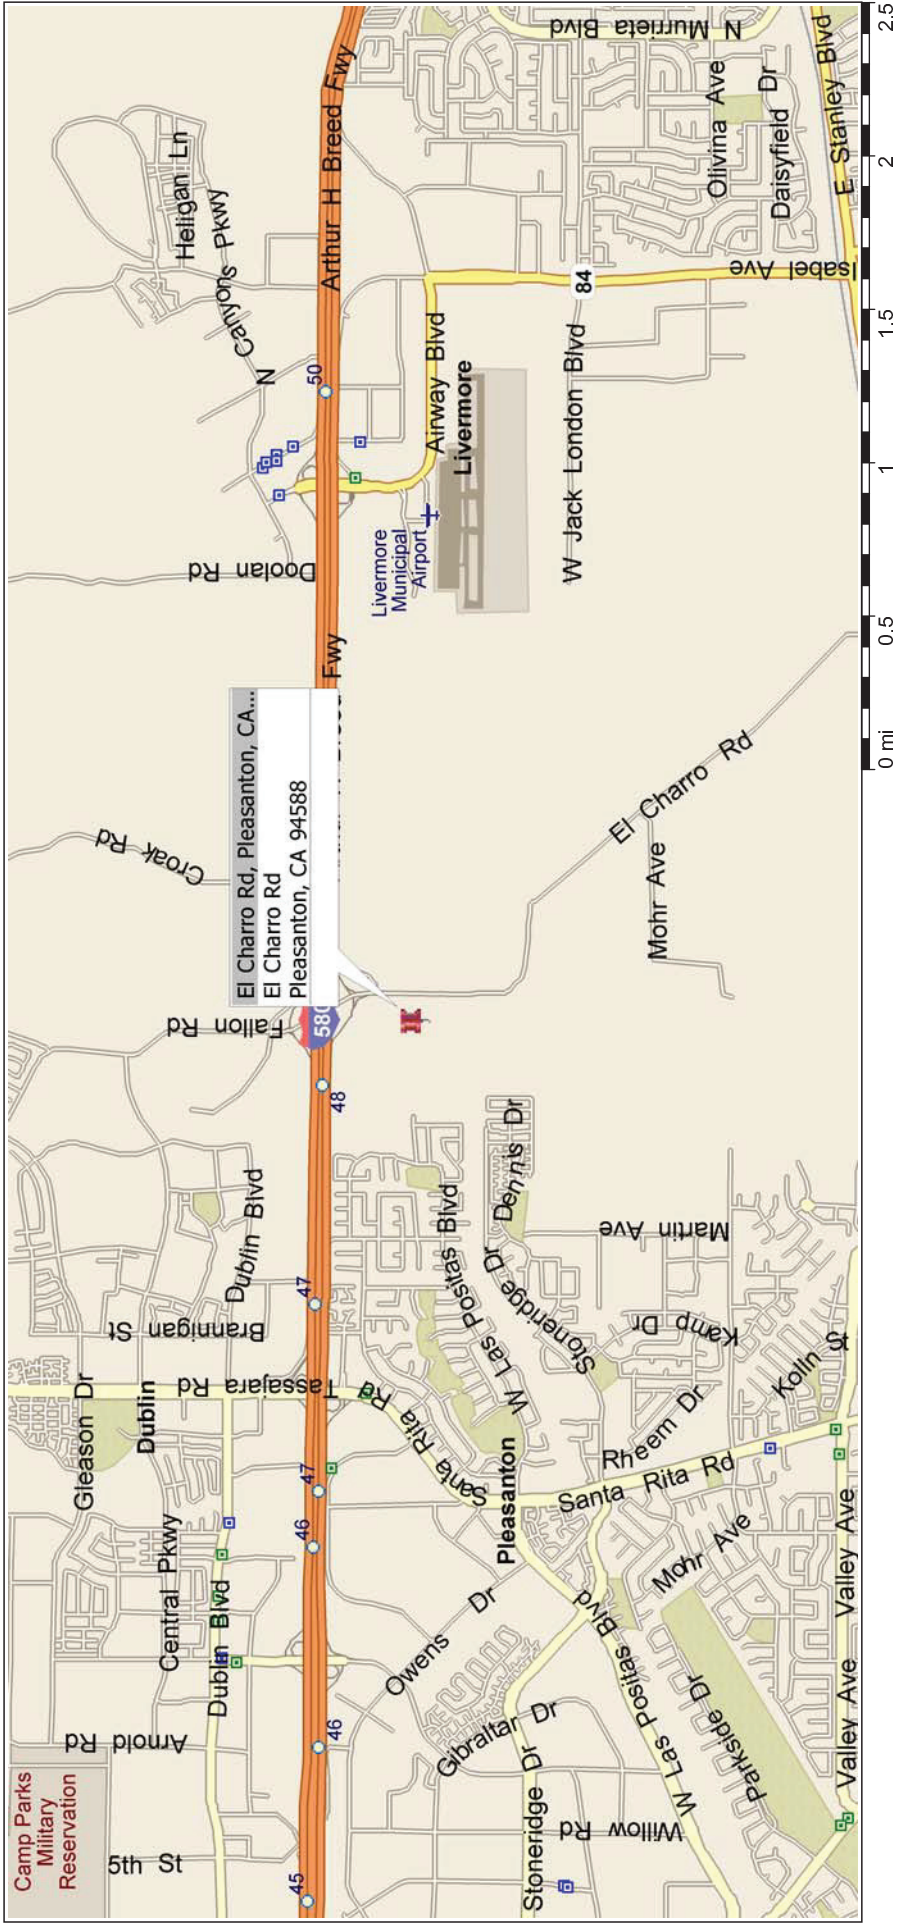 Camp Parks
Military
Reservation
5th St
Arnold Rd
Gleason Dr
Dublin
Central Pkwy
Dublin Blvd
Tassajara Rd
Brannigan St
Dublin Blvd
Fallon Rd
Croak Rd
Doolan Rd
N Canyons Pkwy
Heligan Ln
45
46
46
47
47
48
580
50
El Charro Rd, Pleasanton, CA...
El Charro Rd
Pleasanton, CA 94588
Fwy
Arthur H Breed Fwy
Livermore
Municipal
Airport
Airway Blvd
Livermore
W Jack London Blvd
84
Isabel Ave
N Murrieta Blvd
Olivina Ave
Daisyfield Dr
E Stanley Blvd
Santa Rita Rd
Owens Dr
Pleasanton
W Las Positas Blvd
Stoneridge Dr
Dennis Dr
Martin Ave
Kamp Dr
Kolln St
Rheem Dr
Santa Rita Rd
Mohr Ave
Gibraltar Dr
Stoneridge Dr
Willow Rd
W Las Positas Blvd
Parkside Dr
Valley Ave
Valley Ave
El Charro Rd
Mohr Ave
0 mi
0.5
1
1.5
2
2.5